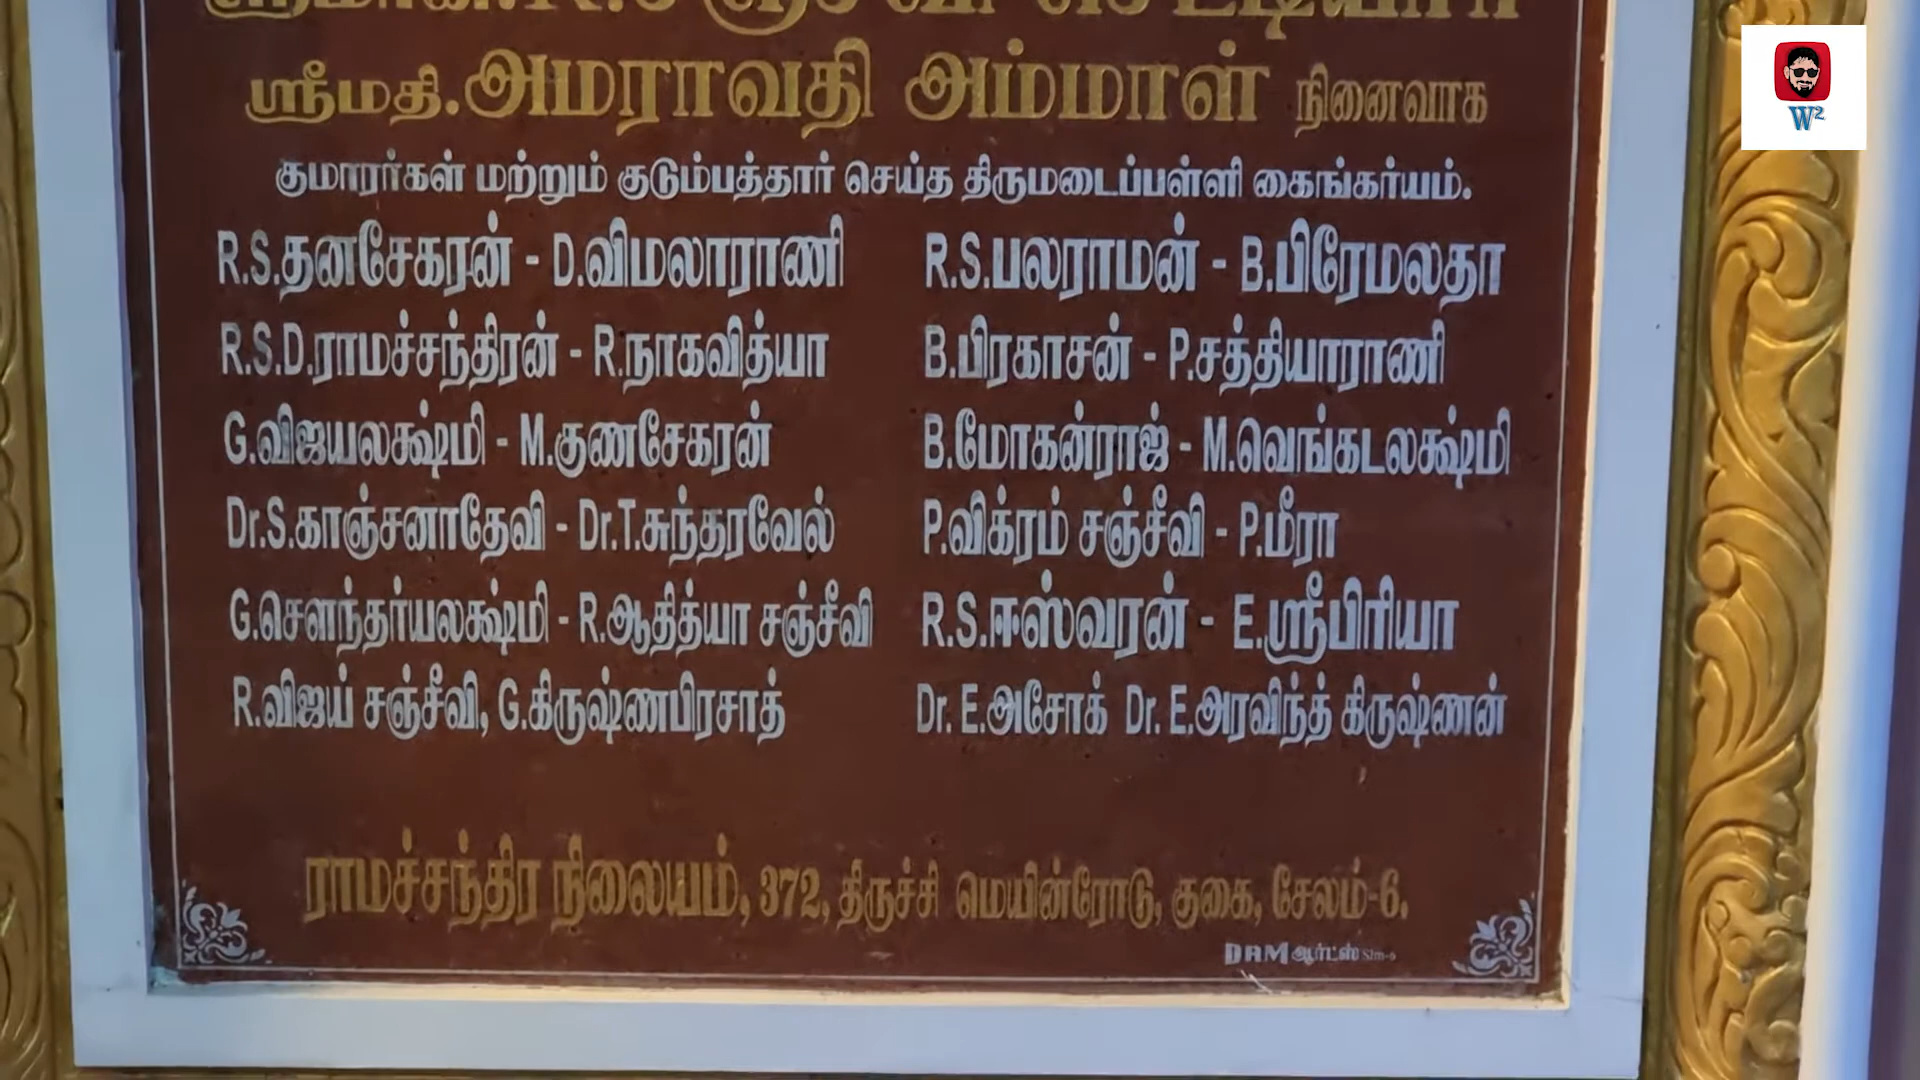 ஸ்ரீமதி.அமராவதி அம்மாள் நினைவாக
குமாரர்கள் மற்றும் குடும்பத்தார் செய்த திருமடைப்பள்ளி கைங்கர்யம்.
R.S.தனசேகரன் - D.விமலாராணி
R.S.D.ராமச்சந்திரன் - R.நாகவித்யா
G.விஜயலக்ஷ்மி - M.குணசேகரன்
Dr.S.காஞ்சனாதேவி - Dr.T.சுந்தரவேல்
G.சௌந்தர்யலக்ஷ்மி - R.ஆதித்யா சஞ்சீவி
R.விஜய் சஞ்சீவி, G.கிருஷ்ணபிரசாத்
R.S.பலராமன் - B.பிரேமலதா
B.பிரகாசன் - P.சத்தியாராணி
B.மோகன்ராஜ் - M.வெங்கடலக்ஷ்மி
P.விக்ரம் சஞ்சீவி - P.மீரா
R.S.ஈஸ்வரன் - E.ஸ்ரீபிரியா
Dr. E.அசோக் Dr. E.அரவிந்த் கிருஷ்ணன்
ராமச்சந்திர நிலையம், 372, திருச்சி மெயின்ரோடு, குகை, சேலம்-6.
DAM ஆர்ட்ஸ் Slm-6
W²